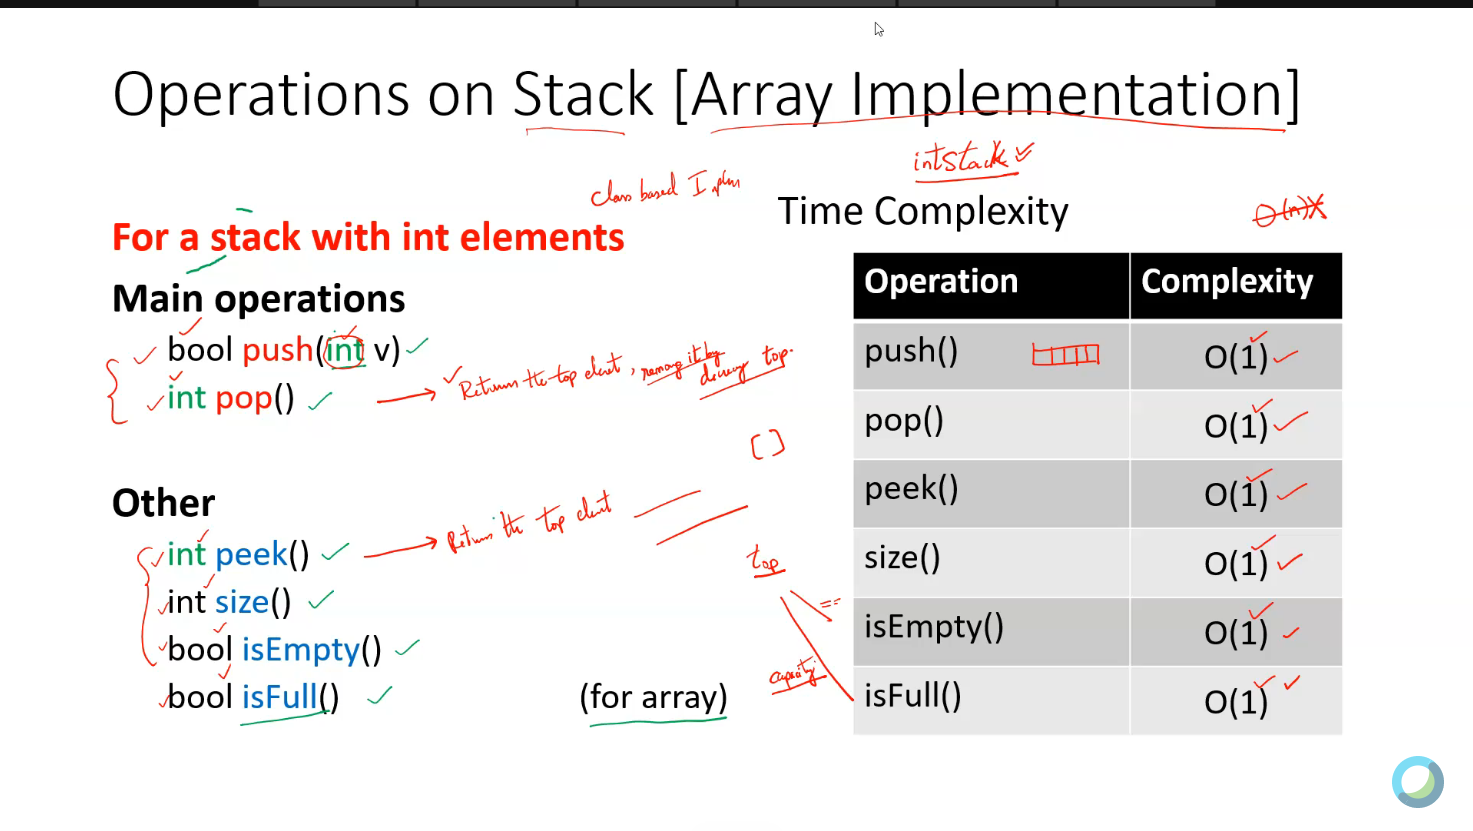 Operations on Stack [Array Implementation]
intstack
class based
Time Complexity
O(n)
For a stack with int elements
Main operations
bool push(int v)
int pop()
Returns the top element, removing it by
top.
[]
Other
int peek()
Return the top element
int size()
bool isEmpty()
bool isFull()
(for array)
top
==
capacity
Operation Complexity
push() O(1)
pop() O(1)
peek() O(1)
size() O(1)
isEmpty() O(1)
isFull() O(1)